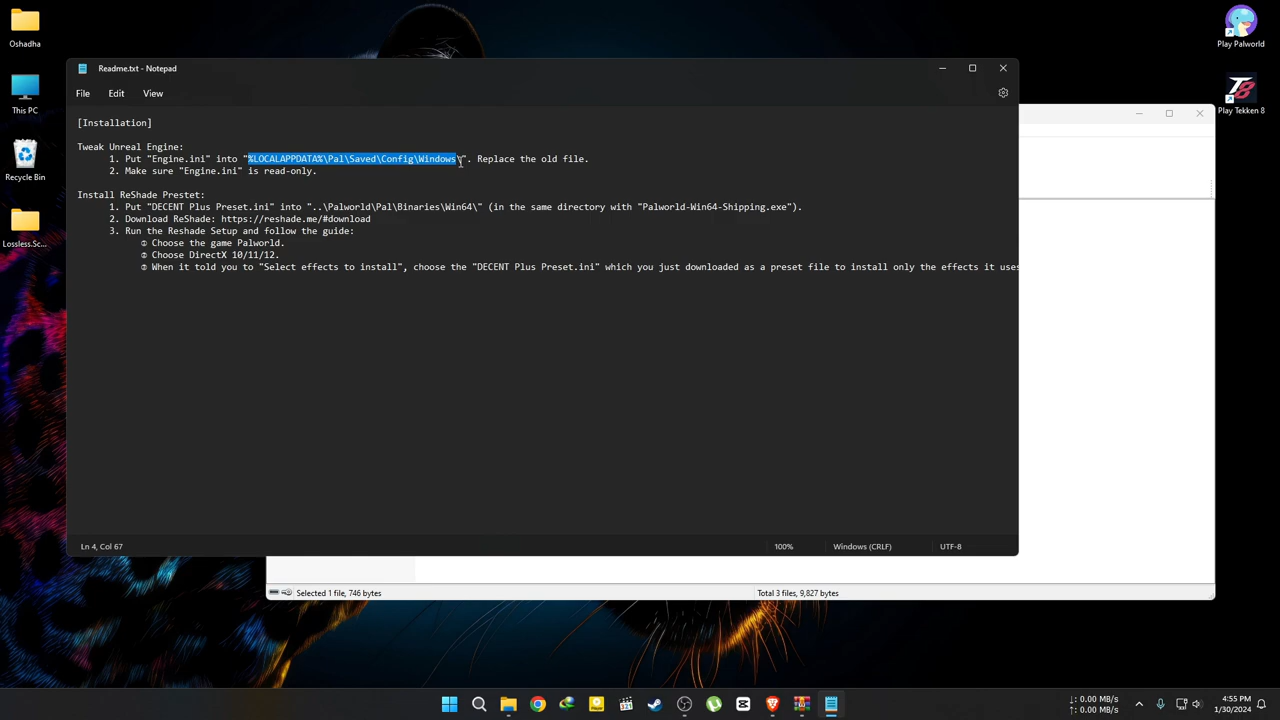 Oshadha
This PC
Recycle Bin
Lossless.Sc...
Play Palworld
Play Tekken 8
Readme.txt - Notepad
File Edit View
[Installation]
Tweak Unreal Engine:
1. Put "Engine.ini" into "%LOCALAPPDATA%\Pal\Saved\Config\Windows\". Replace the old file.
2. Make sure "Engine.ini" is read-only.
Install ReShade Prestet:
1. Put "DECENT Plus Preset.ini" into "..\Palworld\Pal\Binaries\Win64\" (in the same directory with "Palworld-Win64-Shipping.exe").
2. Download ReShade: https://reshade.me/#download
3. Run the Reshade Setup and follow the guide:
Choose the game Palworld.
Choose DirectX 10/11/12.
When it told you to "Select effects to install", choose the "DECENT Plus Preset.ini" which you just downloaded as a preset file to install only the effects it uses
Ln 4, Col 67
100%
Windows (CRLF)
UTF-8
Selected 1 file, 746 bytes
Total 3 files, 9,827 bytes
↓: 0.00 MB/s
↑: 0.00 MB/s
4:55 PM
1/30/2024